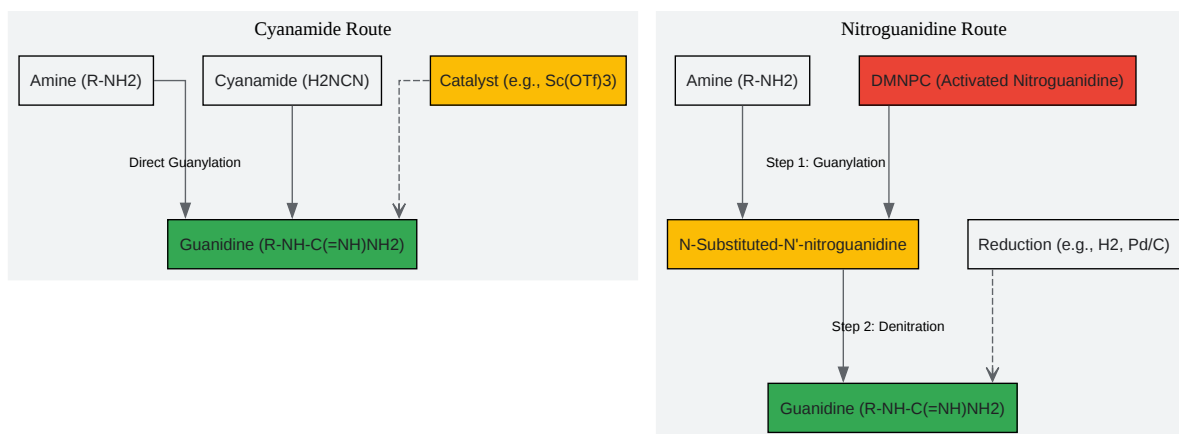 Cyanamide Route
Amine (R-NH2)
Cyanamide (H2NCN)
Catalyst (e.g., Sc(OTf)3)
Direct Guanylation
Guanidine (R-NH-C(=NH)NH2)
Nitroguanidine Route
Amine (R-NH2)
DMNPC (Activated Nitroguanidine)
Step 1: Guanylation
N-Substituted-N'-nitroguanidine
Reduction (e.g., H2, Pd/C)
Step 2: Denitration
Guanidine (R-NH-C(=NH)NH2)